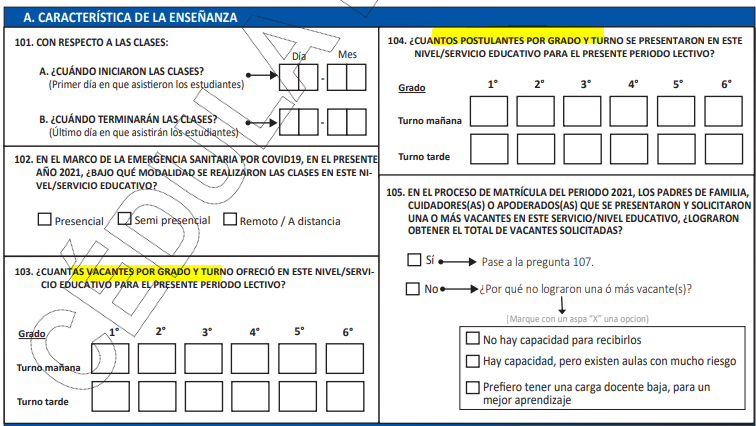 A. CARACTERÍSTICA DE LA ENSEÑANZA
101. CON RESPECTO A LAS CLASES:
Día
Mes
A. ¿CUÁNDO INICIARON LAS CLASES?
(Primer día en que asistieron los estudiantes)
-
B. ¿CUÁNDO TERMINARÁN LAS CLASES?
(Último día en que asistirán los estudiantes)
-
102. EN EL MARCO DE LA EMERGENCIA SANITARIA POR COVID19, EN EL PRESENTE
AÑO 2021, ¿BAJO QUÉ MODALIDAD SE REALIZARON LAS CLASES EN ESTE NI-
VEL/SERVICIO EDUCATIVO?
Presencial
Semi presencial
Remoto / A distancia
103. ¿CUANTAS VACANTES POR GRADO Y TURNO OFRECIÓ EN ESTE NIVEL/SERVI-
CIO EDUCATIVO PARA EL PRESENTE PERIODO LECTIVO?
Grado 1° 2° 3° 4° 5° 6°
Turno mañana
Turno tarde
104. ¿CUANTOS POSTULANTES POR GRADO Y TURNO SE PRESENTARON EN ESTE
NIVEL/SERVICIO EDUCATIVO PARA EL PRESENTE PERIODO LECTIVO?
Grado 1° 2° 3° 4° 5° 6°
Turno mañana
Turno tarde
105. EN EL PROCESO DE MATRÍCULA DEL PERIODO 2021, LOS PADRES DE FAMILIA,
CUIDADORES(AS) O APODERADOS(AS) QUE SE PRESENTARON Y SOLICITARON
UNA O MÁS VACANTES EN ESTE SERVICIO/NIVEL EDUCATIVO, ¿LOGRARON
OBTENER EL TOTAL DE VACANTES SOLICITADAS?
Sí Pase a la pregunta 107.
No ¿Por qué no lograron una ó más vacante(s)?
(Marque con un aspa "X" una opcion)
No hay capacidad para recibirlos
Hay capacidad, pero existen aulas con mucho riesgo
Prefiero tener una carga docente baja, para un
mejor aprendizaje
CÉDULA